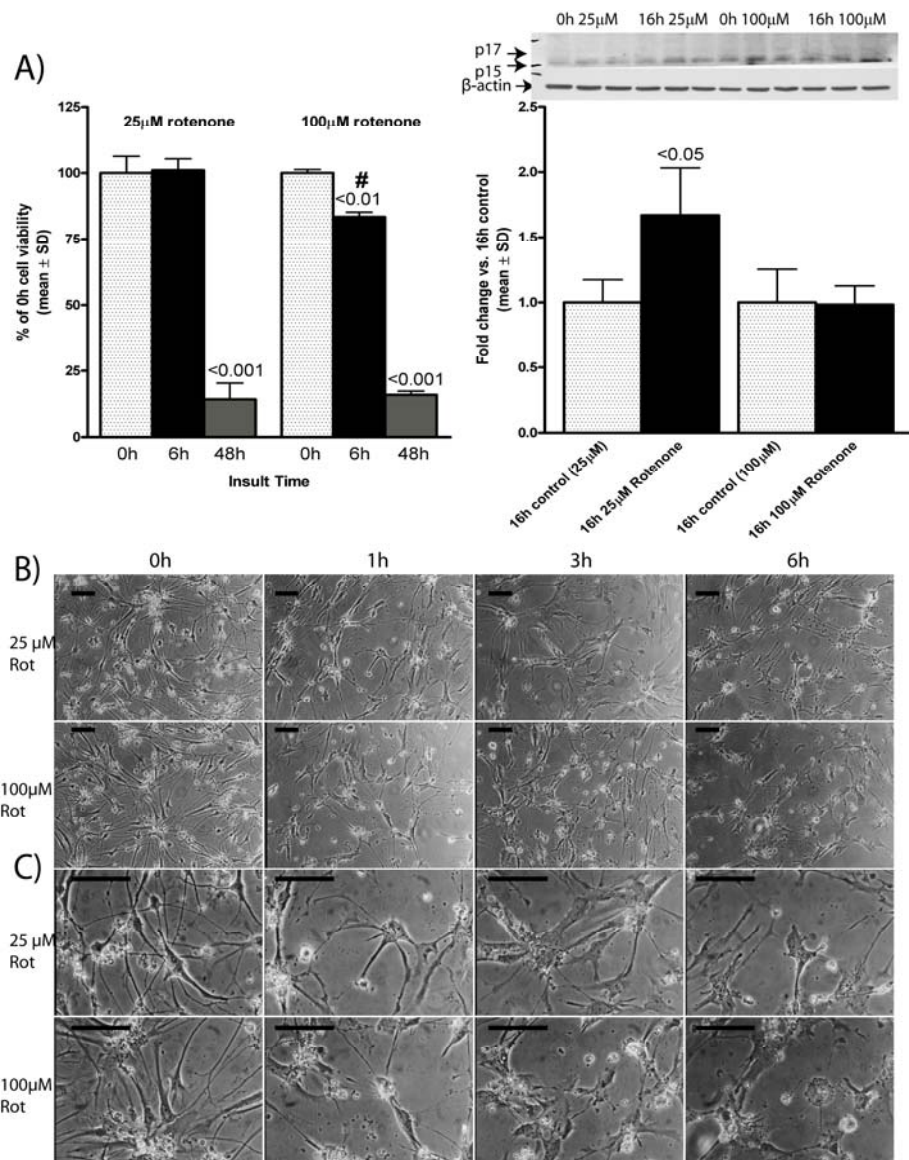 0h 25µM 16h 25µM 0h 100µM 16h 100µM
p17
p15
β-actin
A)
125
100
75
50
25
0
% of 0h cell viability
(mean ± SD)
25µM rotenone
100µM rotenone
#
<0.01
<0.001
<0.001
0h 6h 48h 0h 6h 48h
Insult Time
2.5
2.0
1.5
1.0
0.5
0.0
Fold change vs. 16h control
(mean ± SD)
<0.05
16h control (25µM)
16h 25µM Rotenone
16h control (100µM)
16h 100µM Rotenone
B)
0h 1h 3h 6h
25 µM
Rot
100µM
Rot
C)
25 µM
Rot
100µM
Rot